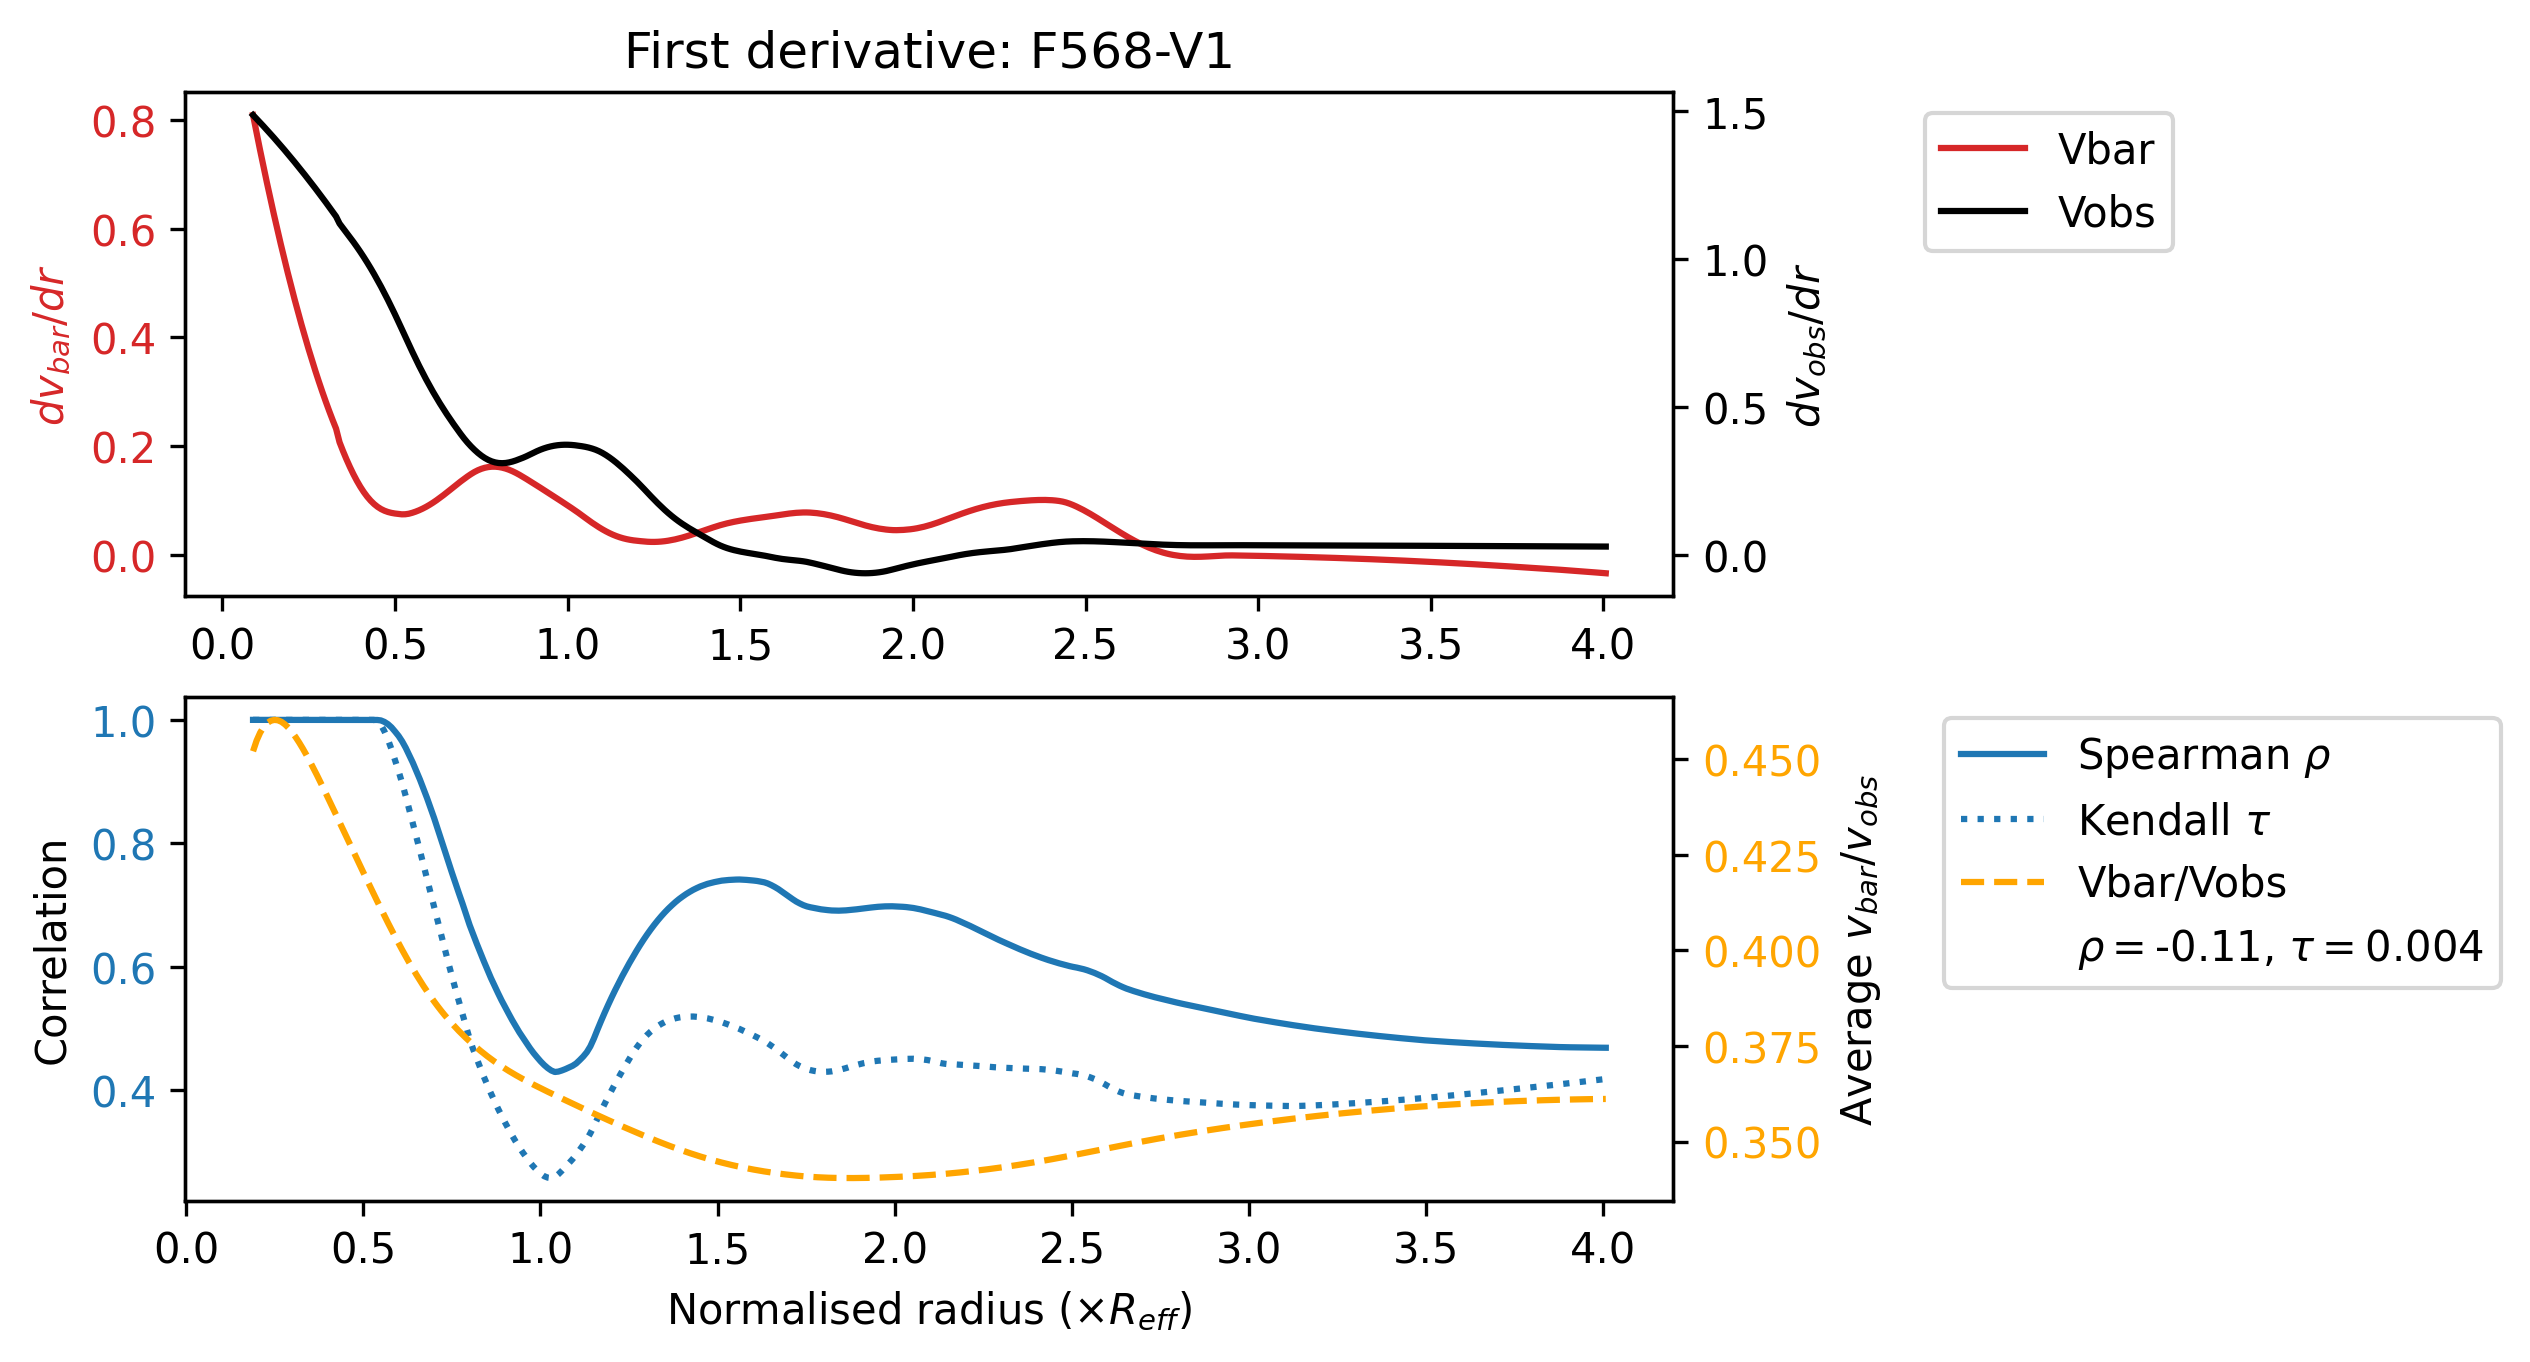 First derivative: F568-V1
dv_bar/dr
0.8
0.6
0.4
0.2
0.0
1.5
1.0
0.5
0.0
dv_obs/dr
Vbar
Vobs
0.0 0.5 1.0 1.5 2.0 2.5 3.0 3.5 4.0
Correlation
1.0
0.8
0.6
0.4
0.450
0.425
0.400
0.375
0.350
Average v_bar/v_obs
Spearman ρ
Kendall τ
Vbar/Vobs
ρ = -0.11, τ = 0.004
0.0 0.5 1.0 1.5 2.0 2.5 3.0 3.5 4.0
Normalised radius (×R_eff)